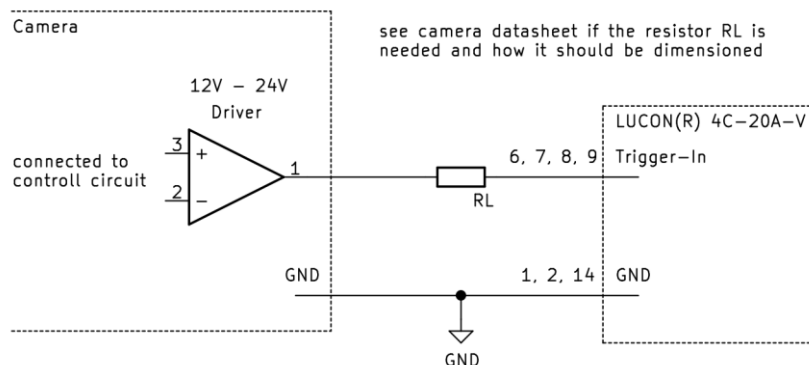 Camera
see camera datasheet if the resistor RL is
needed and how it should be dimensioned
12V – 24V
Driver
LUCON(R) 4C-20A-V
connected to
controll circuit
3
+
2
–
1
6, 7, 8, 9
Trigger-In
RL
GND
1, 2, 14
GND
GND